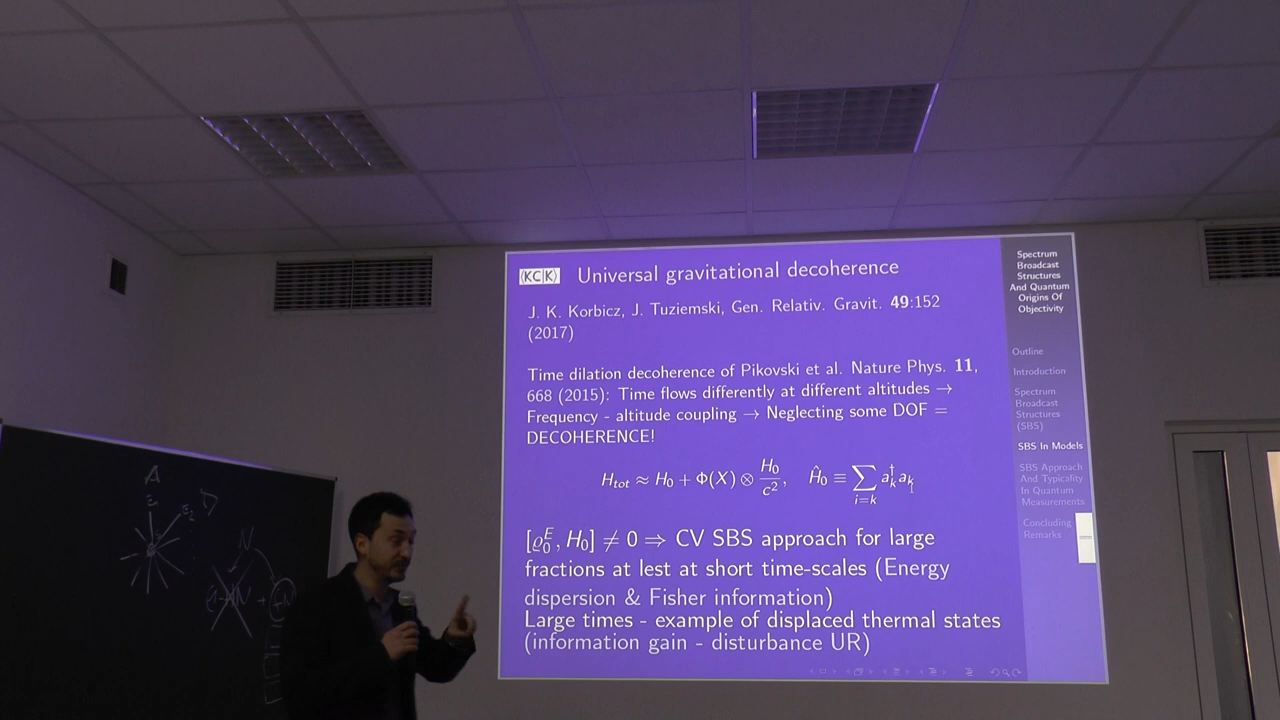 ⟨KC|K⟩ Universal gravitational decoherence
J. K. Korbicz, J. Tuziemski, Gen. Relativ. Gravit. 49:152
(2017)
Time dilation decoherence of Pikovski et al. Nature Phys. 11,
668 (2015): Time flows differently at different altitudes →
Frequency - altitude coupling → Neglecting some DOF =
DECOHERENCE!
H_tot ≈ H_0 + Φ(X) ⊗ H_0/c², Ĥ_0 ≡ ∑_{i=k} a_k† a_k
[ϱ_0^E, H_0] ≠ 0 ⇒ CV SBS approach for large
fractions at lest at short time-scales (Energy
dispersion & Fisher information)
Large times - example of displaced thermal states
(information gain - disturbance UR)
Spectrum
Broadcast
Structures
And Quantum
Origins Of
Objectivity
Outline
Introduction
Spectrum
Broadcast
Structures
(SBS)
SBS In Models
SBS Approach
And Typicality
In Quantum
Measurements
Concluding
Remarks
A
N